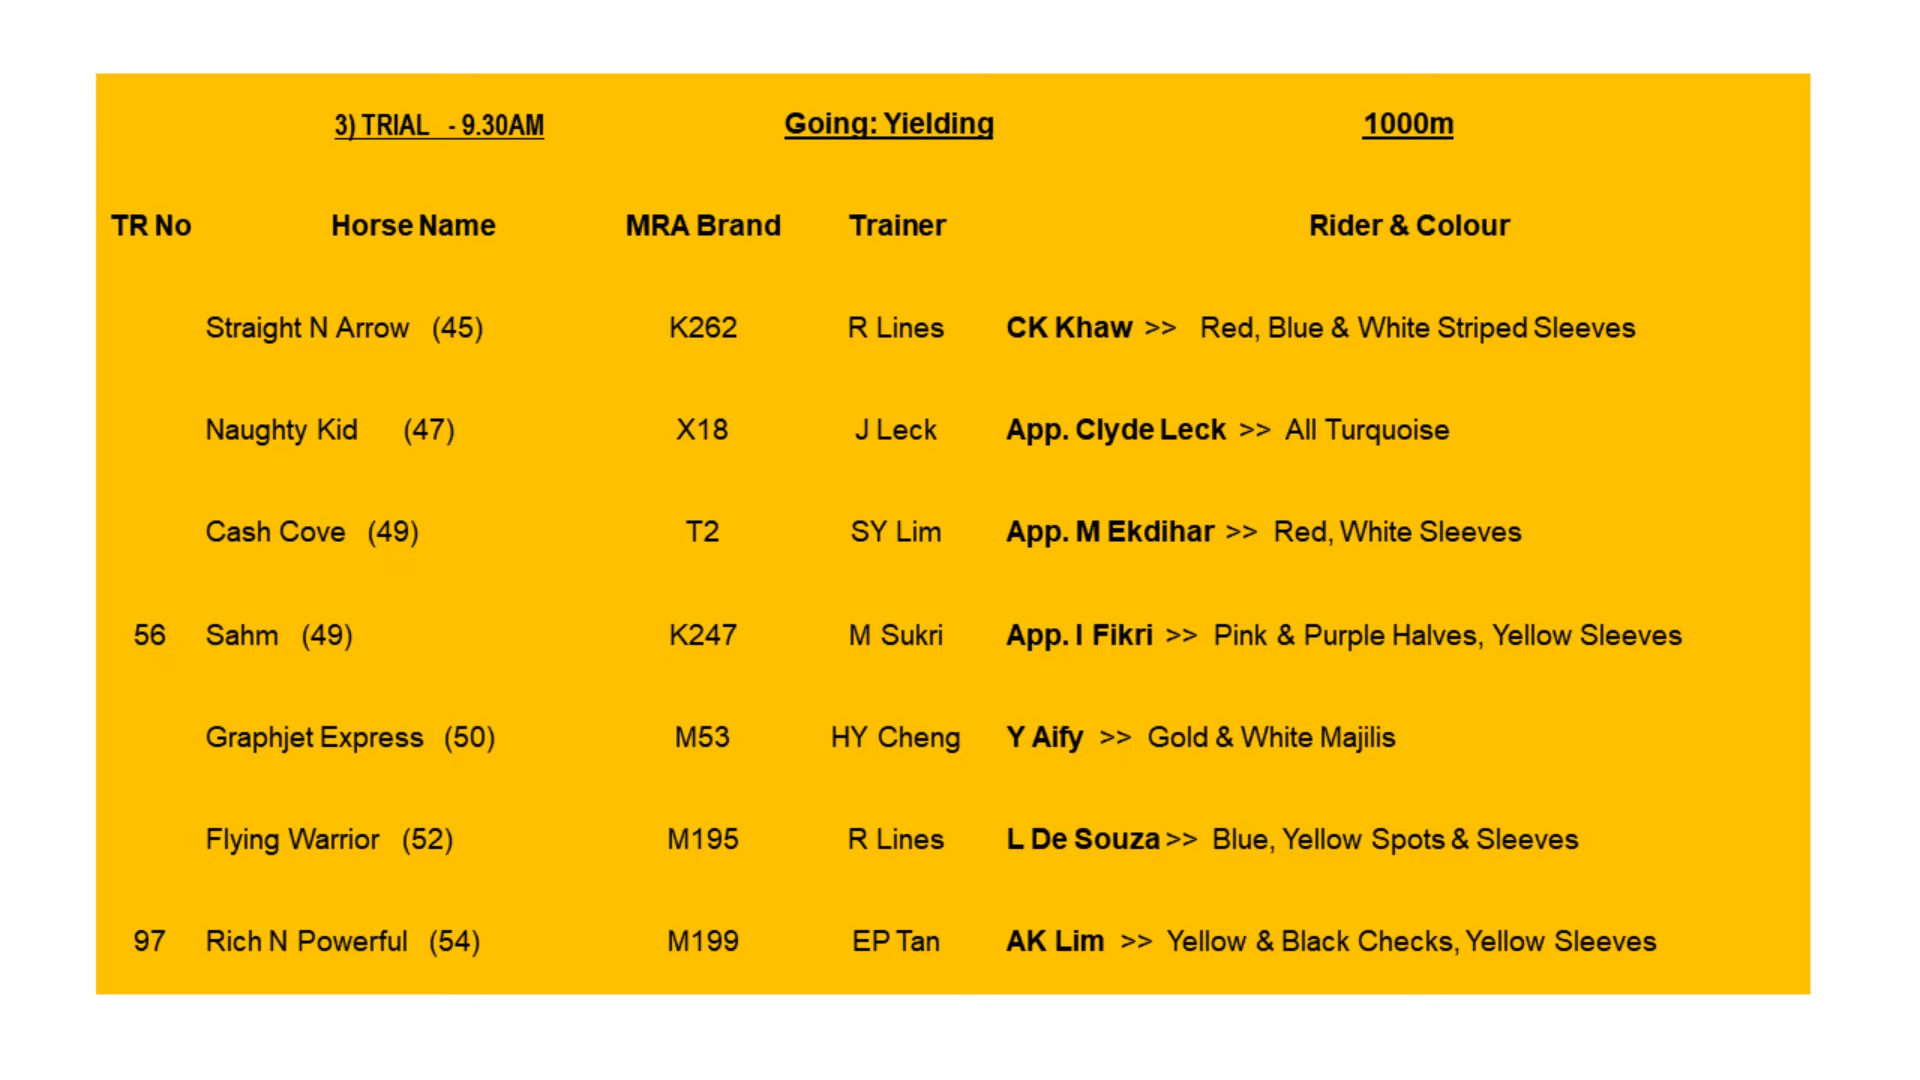 3) TRIAL - 9.30AM Going: Yielding 1000m
TR No Horse Name MRA Brand Trainer Rider & Colour
Straight N Arrow (45) K262 R Lines CK Khaw >> Red, Blue & White Striped Sleeves
Naughty Kid (47) X18 J Leck App. Clyde Leck >> All Turquoise
Cash Cove (49) T2 SY Lim App. M Ekdihar >> Red, White Sleeves
56 Sahm (49) K247 M Sukri App. I Fikri >> Pink & Purple Halves, Yellow Sleeves
Graphjet Express (50) M53 HY Cheng Y Aify >> Gold & White Majilis
Flying Warrior (52) M195 R Lines L De Souza >> Blue, Yellow Spots & Sleeves
97 Rich N Powerful (54) M199 EP Tan AK Lim >> Yellow & Black Checks, Yellow Sleeves